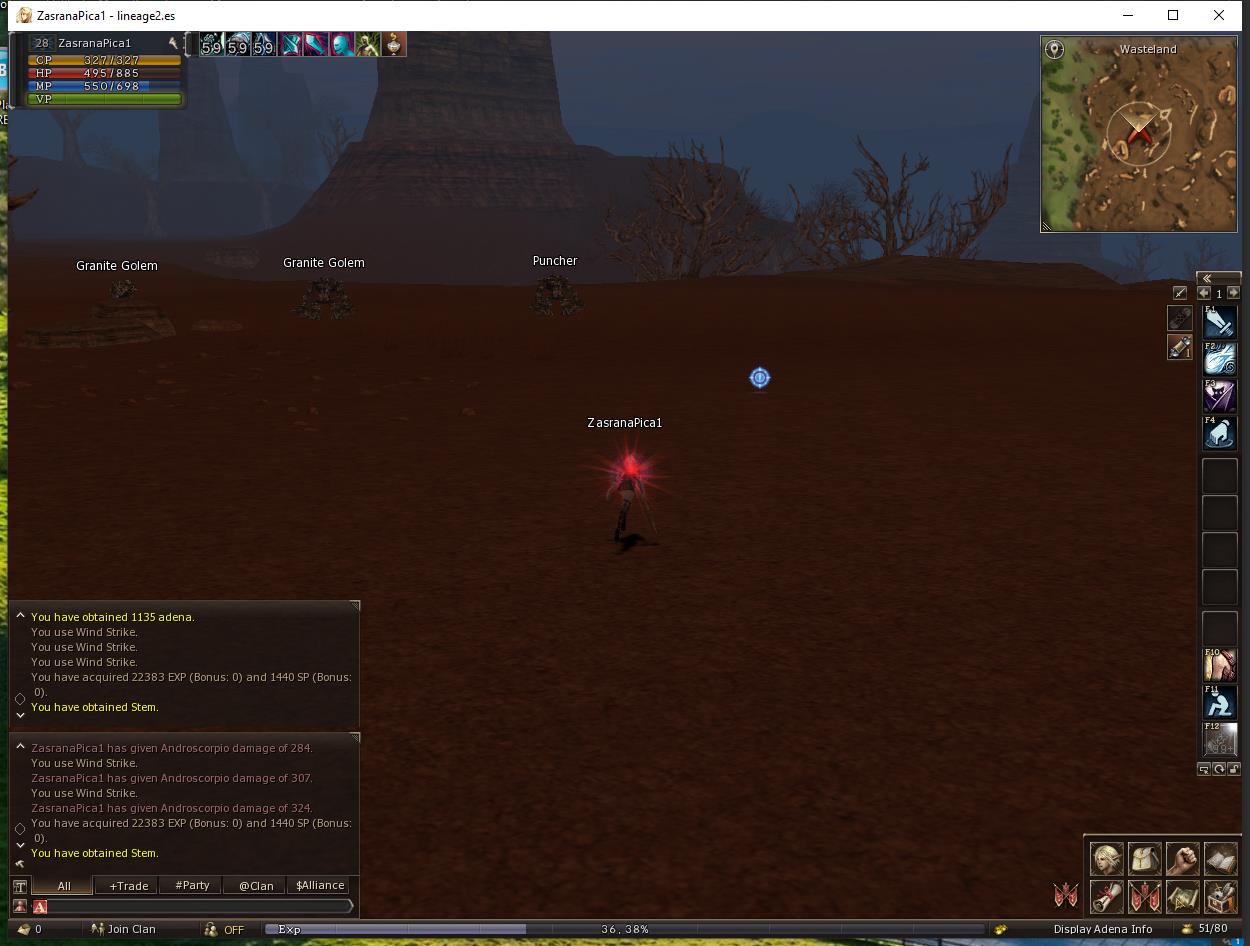 ZasranaPica1 - lineage2.es
28 ZasranaPica1
CP 327/327
HP 495/885
MP 550/698
VP
59 59 59
Wasteland
Granite Golem
Granite Golem
Puncher
ZasranaPica1
1
F1
F2
1
F3
F4
F10
F11
F12
99+
You have obtained 1135 adena.
You use Wind Strike.
You use Wind Strike.
You use Wind Strike.
You have acquired 22383 EXP (Bonus: 0) and 1440 SP (Bonus:
0).
You have obtained Stem.
ZasranaPica1 has given Androscorpio damage of 284.
You use Wind Strike.
ZasranaPica1 has given Androscorpio damage of 307.
You use Wind Strike.
ZasranaPica1 has given Androscorpio damage of 324.
You have acquired 22383 EXP (Bonus: 0) and 1440 SP (Bonus:
0).
You have obtained Stem.
All +Trade #Party @Clan $Alliance
A
0 Join Clan OFF Exp 36, 38% Display Adena Info 51/80